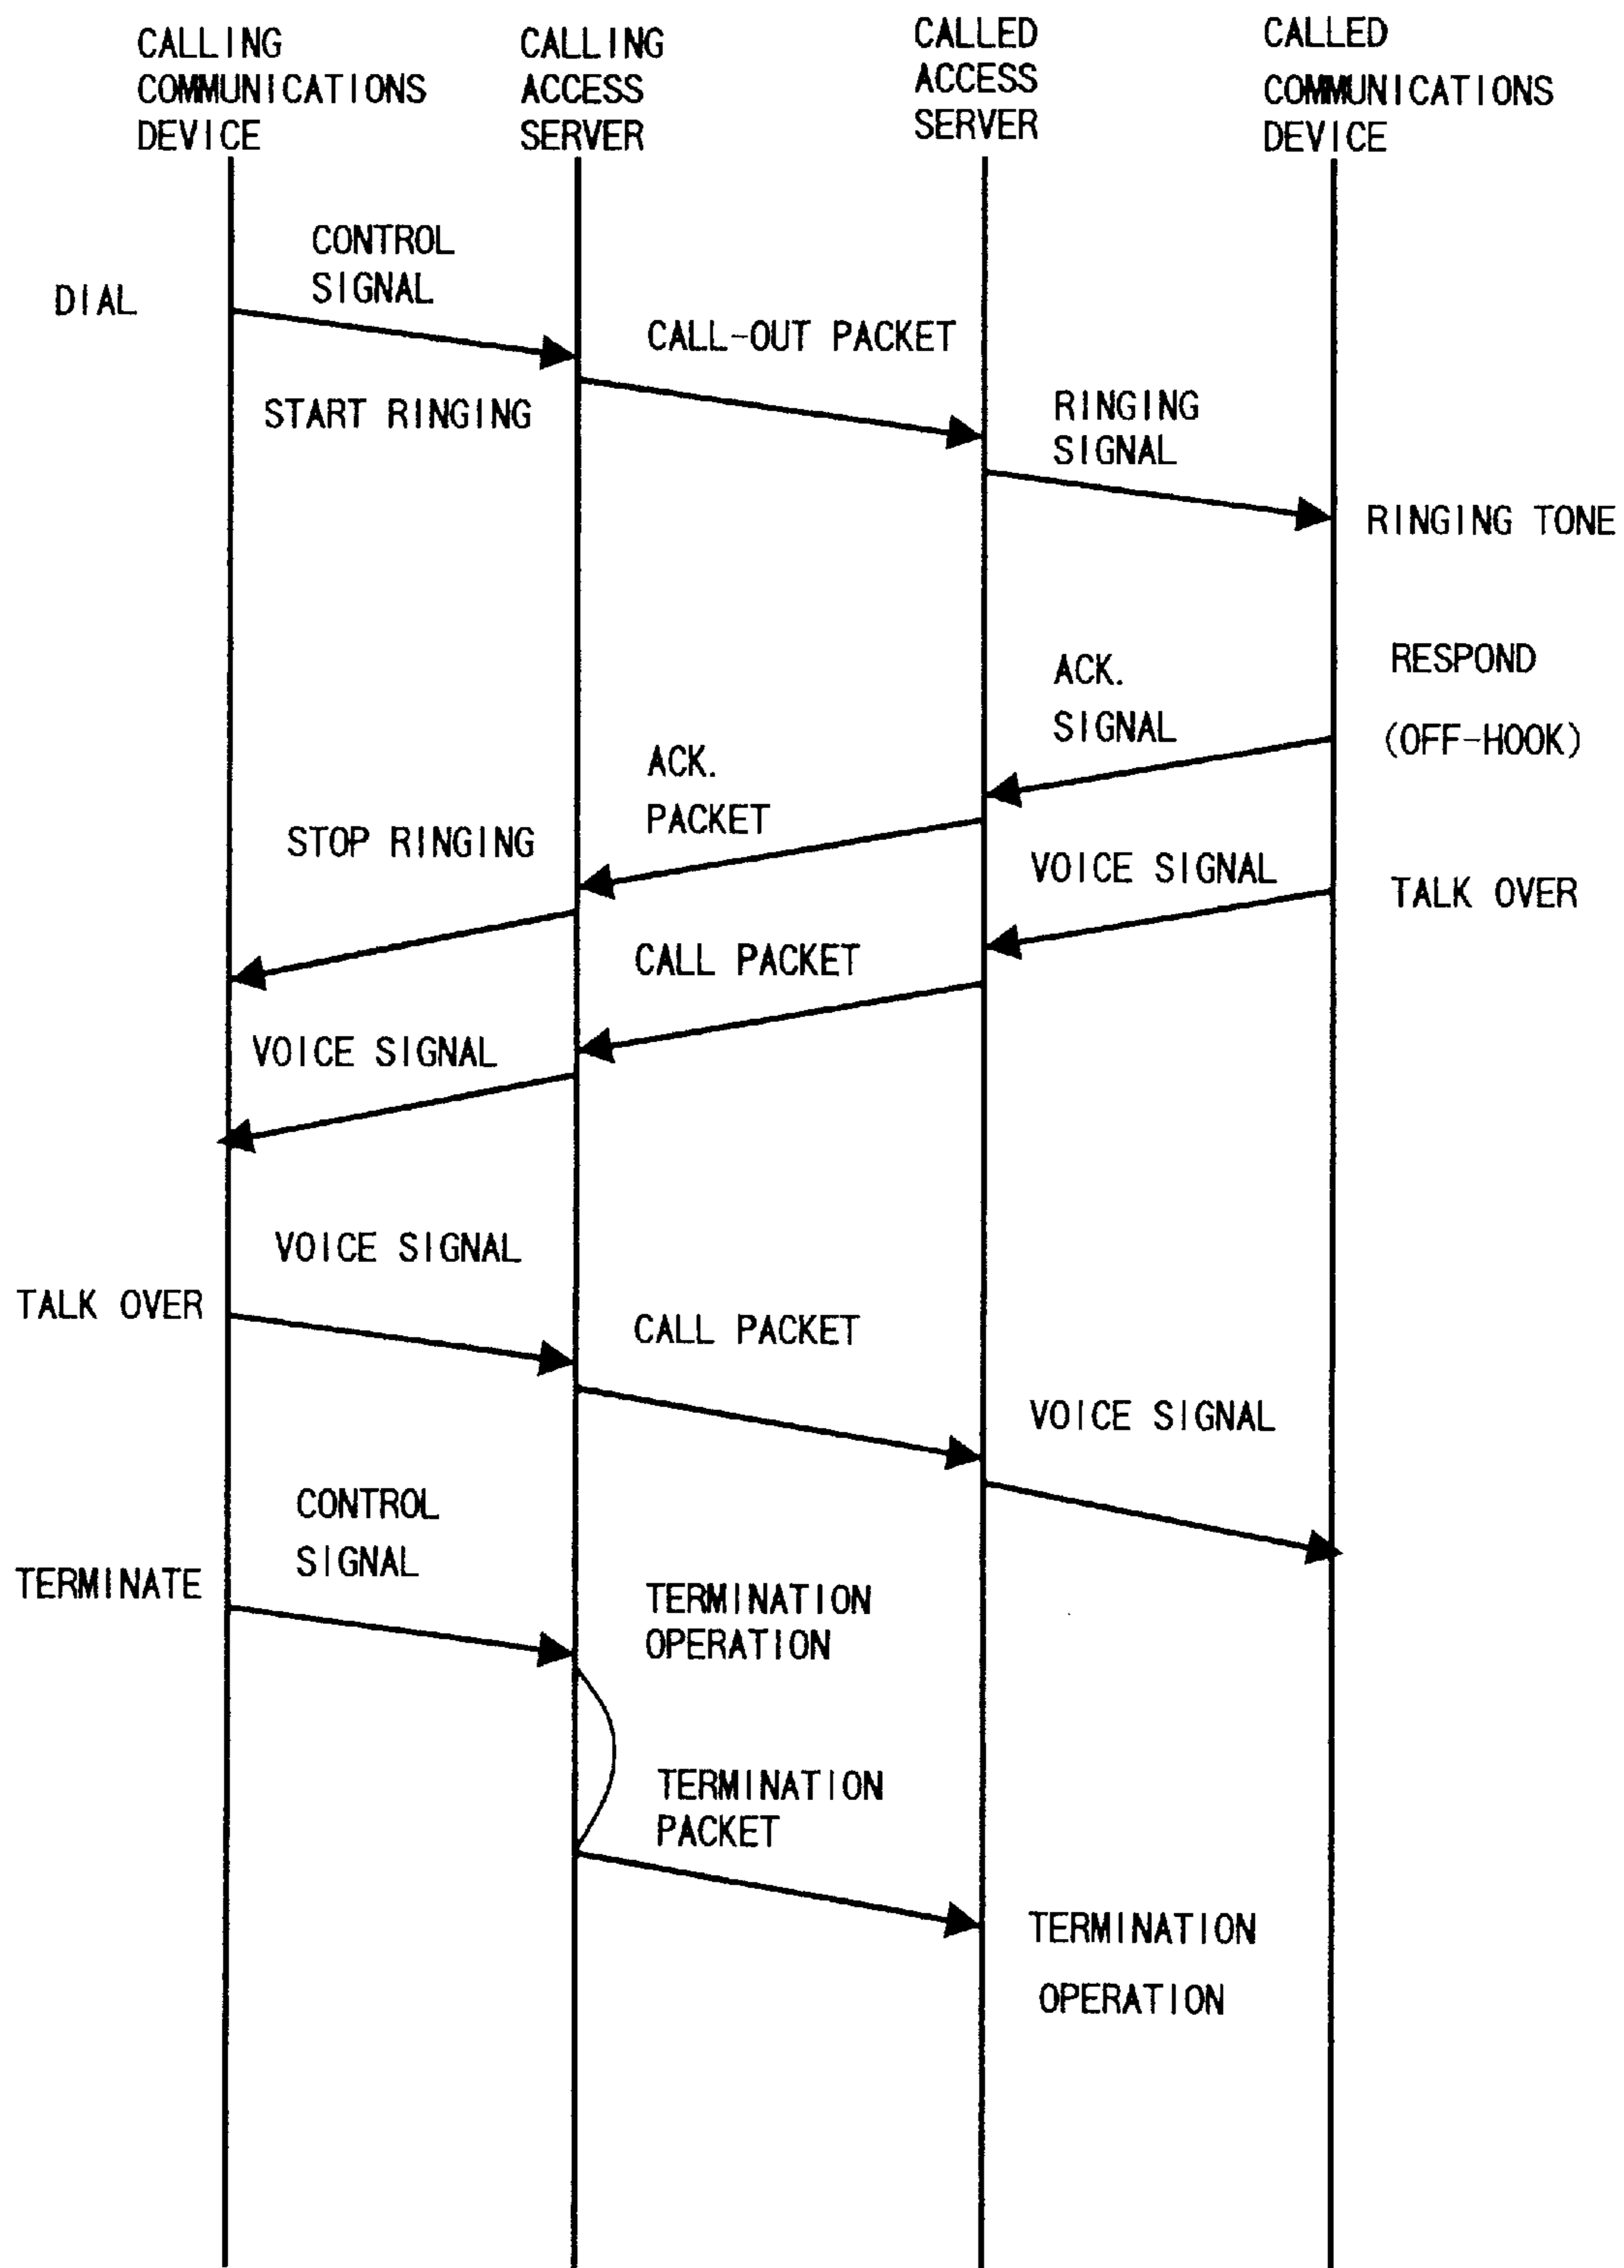 CALLING
COMMUNICATIONS
DEVICE
CALLING
ACCESS
SERVER
CALLED
ACCESS
SERVER
CALLED
COMMUNICATIONS
DEVICE
DIAL
CONTROL
SIGNAL
CALL-OUT PACKET
START RINGING
RINGING
SIGNAL
RINGING TONE
RESPOND
(OFF-HOOK)
ACK.
SIGNAL
ACK.
PACKET
STOP RINGING
VOICE SIGNAL
TALK OVER
CALL PACKET
VOICE SIGNAL
VOICE SIGNAL
TALK OVER
CALL PACKET
VOICE SIGNAL
CONTROL
SIGNAL
TERMINATE
TERMINATION
OPERATION
TERMINATION
PACKET
TERMINATION
OPERATION